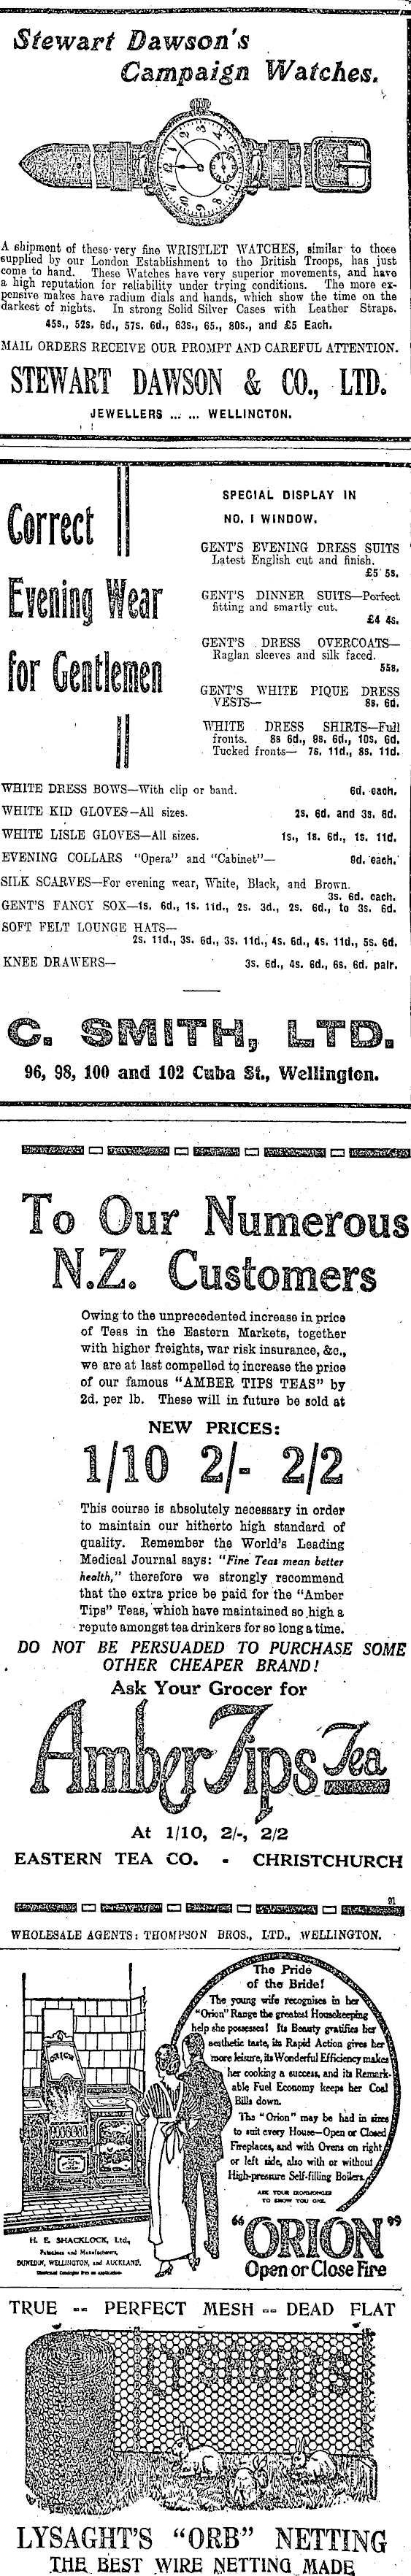 Stewart Dawson's
Campaign Watches.
A shipment of these very fine WRISTLET WATCHES, similar to those
supplied by our London Establishment to the British Troops, has just
come to hand. These Watches have very superior movements, and have
a high reputation for reliability under trying conditions. The more ex-
pensive makes have radium dials and hands, which show the time on the
darkest of nights. In strong Solid Silver Cases with Leather Straps.
45s., 52s. 6d., 57s. 6d., 63s., 65., 80s., and £5 Each.
MAIL ORDERS RECEIVE OUR PROMPT AND CAREFUL ATTENTION.
STEWART DAWSON & CO., LTD.
JEWELLERS ... ... WELLINGTON.
Correct
Evening Wear
for Gentlemen
SPECIAL DISPLAY IN
NO. 1 WINDOW.
GENT'S EVENING DRESS SUITS
Latest English cut and finish.
£5 5s.
GENT'S DINNER SUITS—Perfect
fitting and smartly cut.
£4 4s.
GENT'S DRESS OVERCOATS—
Raglan sleeves and silk faced.
55s.
GENT'S WHITE PIQUE DRESS
VESTS— 8s. 6d.
WHITE DRESS SHIRTS—Full
fronts. 8s 6d., 9s. 6d., 10s. 6d.
Tucked fronts— 7s. 11d., 8s. 11d.
WHITE DRESS BOWS—With clip or band. 6d. each.
WHITE KID GLOVES—All sizes. 2s. 6d. and 3s. 6d.
WHITE LISLE GLOVES—All sizes. 1s., 1s. 6d., 1s. 11d.
EVENING COLLARS "Opera" and "Cabinet"— 9d. each.
SILK SCARVES—For evening wear, White, Black, and Brown.
3s. 6d. each.
GENT'S FANCY SOX—1s. 6d., 1s. 11d., 2s. 3d., 2s. 6d., to 3s. 6d.
SOFT FELT LOUNGE HATS—
2s. 11d., 3s. 6d., 3s. 11d., 4s. 6d., 4s. 11d., 5s. 6d.
KNEE DRAWERS— 3s. 6d., 4s. 6d., 6s. 6d. pair.
C. SMITH, LTD.
96, 98, 100 and 102 Cuba St., Wellington.
To Our Numerous
N.Z. Customers
Owing to the unprecedented increase in price
of Teas in the Eastern Markets, together
with higher freights, war risk insurance, &c.,
we are at last compelled to increase the price
of our famous "AMBER TIPS TEAS" by
2d. per lb. These will in future be sold at
NEW PRICES:
1/10 2/- 2/2
This course is absolutely necessary in order
to maintain our hitherto high standard of
quality. Remember the World's Leading
Medical Journal says: "Fine Teas mean better
health," therefore we strongly recommend
that the extra price be paid for the "Amber
Tips" Teas, which have maintained so high a
repute amongst tea drinkers for so long a time.
DO NOT BE PERSUADED TO PURCHASE SOME
OTHER CHEAPER BRAND!
Ask Your Grocer for
Amber Tips Tea
At 1/10, 2/-, 2/2
EASTERN TEA CO. - CHRISTCHURCH
91
WHOLESALE AGENTS: THOMPSON BROS., LTD., WELLINGTON.
The Pride
of the Bride!
The young wife recognises in her
"Orion" Range the greatest Housekeeping
help she possesses! Its Beauty gratifies her
aesthetic taste, its Rapid Action gives her
more leisure, its Wonderful Efficiency makes
her cooking a success, and its Remark-
able Fuel Economy keeps her Coal
Bills down.
The "Orion" may be had in sizes
to suit every House—Open or Closed
Fireplaces, and with Ovens on right
or left side, also with or without
High-pressure Self-filling Boilers.
ASK YOUR IRONMONGER
TO SHOW YOU ONE.
ORION
H. E. SHACKLOCK, Ltd.,
Patentees and Manufacturers,
DUNEDIN, WELLINGTON, and AUCKLAND.
Illustrated Catalogue free on application.
"ORION"
Open or Close Fire
TRUE -- PERFECT MESH -- DEAD FLAT
LYSAGHTS
LYSAGHT'S "ORB" NETTING
THE BEST WIRE NETTING MADE